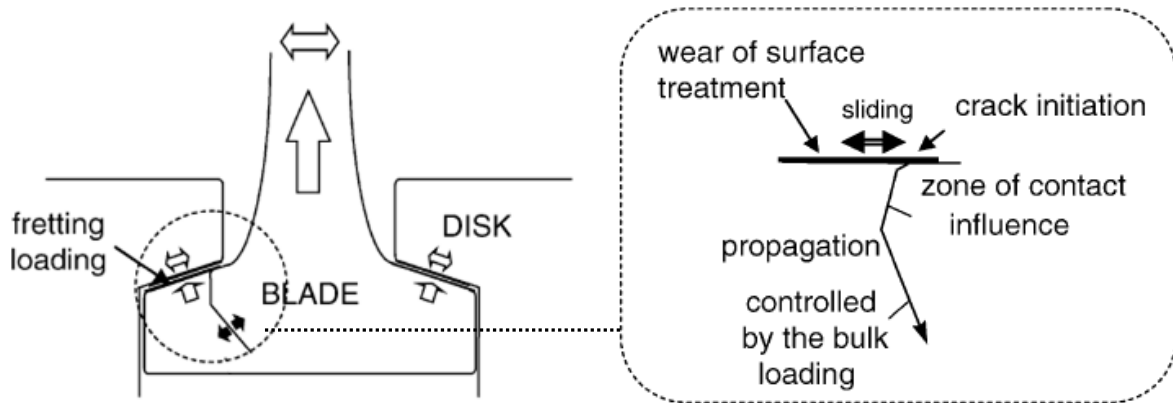 fretting
loading
DISK
BLADE
wear of surface
treatment
sliding
crack initiation
zone of contact
influence
propagation
controlled
by the bulk
loading